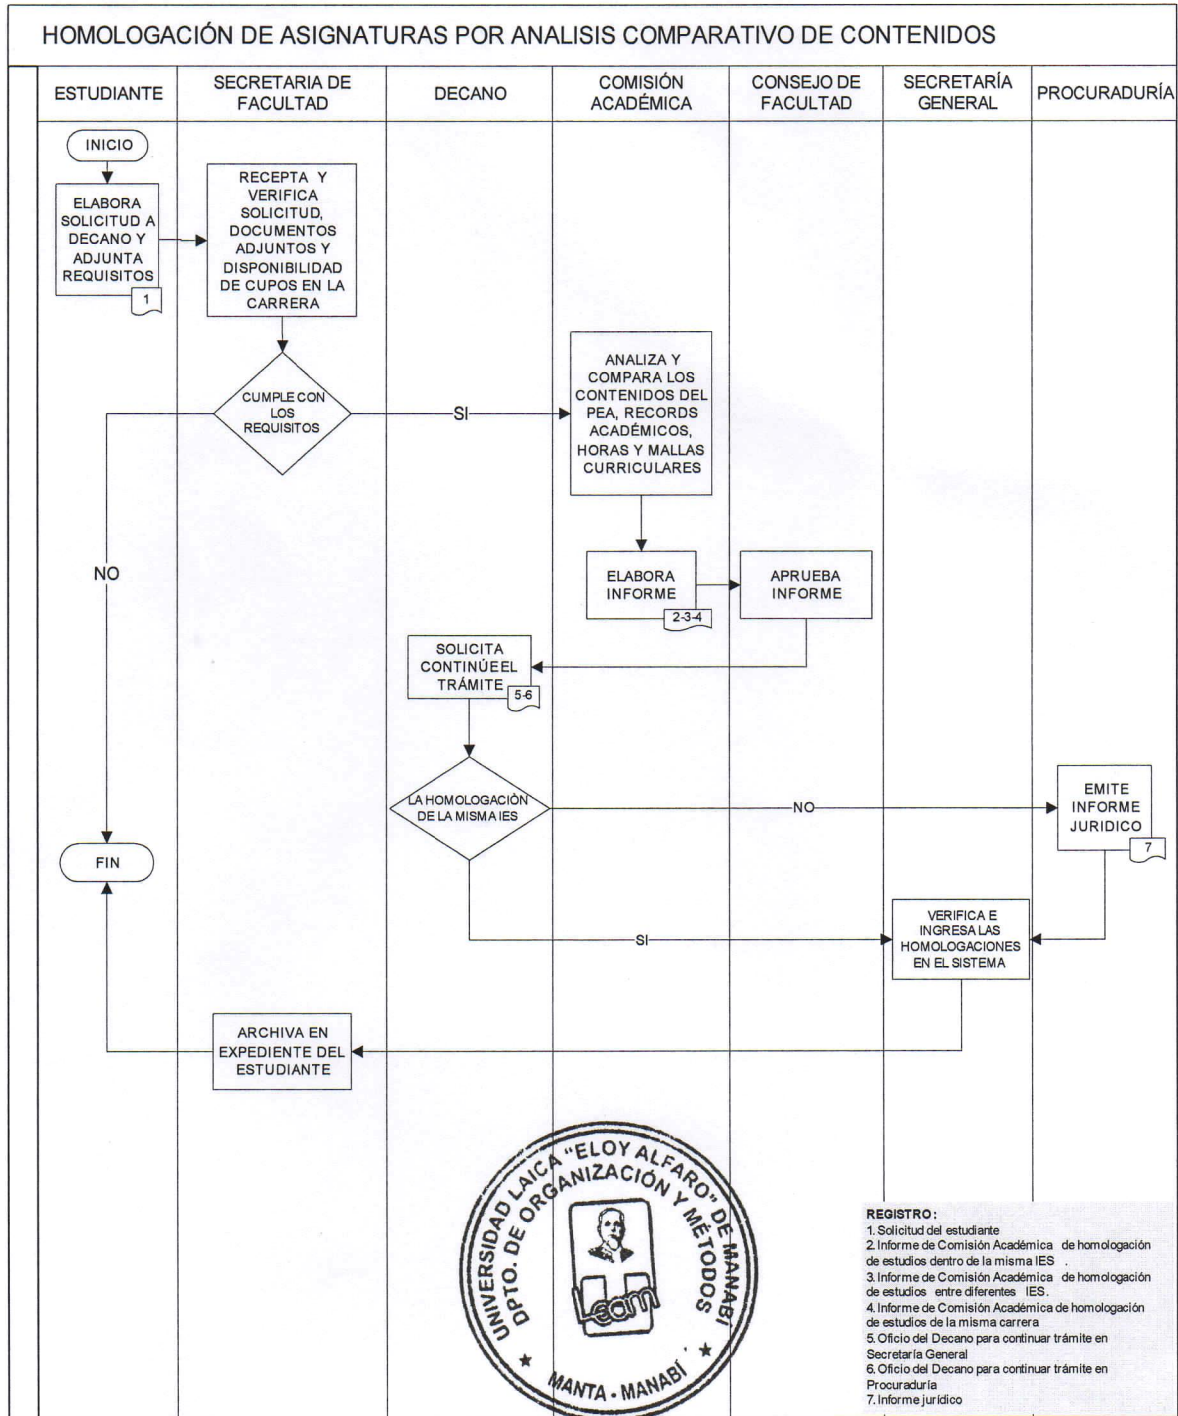 HOMOLOGACIÓN DE ASIGNATURAS POR ANALISIS COMPARATIVO DE CONTENIDOS
ESTUDIANTE
SECRETARIA DE
FACULTAD
DECANO
COMISIÓN
ACADÉMICA
CONSEJO DE
FACULTAD
SECRETARÍA
GENERAL
PROCURADURÍA
INICIO
ELABORA
SOLICITUD A
DECANO Y
ADJUNTA
REQUISITOS
1
RECEPTA Y
VERIFICA
SOLICITUD,
DOCUMENTOS
ADJUNTOS Y
DISPONIBILIDAD
DE CUPOS EN LA
CARRERA
CUMPLE CON
LOS
REQUISITOS
SI
ANALIZA Y
COMPARA LOS
CONTENIDOS DEL
PEA, RECORDS
ACADÉMICOS,
HORAS Y MALLAS
CURRICULARES
NO
ELABORA
INFORME
2-3-4
APRUEBA
INFORME
SOLICITA
CONTINÚE EL
TRÁMITE
5-6
LA HOMOLOGACIÓN
DE LA MISMA IES
NO
EMITE
INFORME
JURIDICO
7
FIN
SI
VERIFICA E
INGRESA LAS
HOMOLOGACIONES
EN EL SISTEMA
ARCHIVA EN
EXPEDIENTE DEL
ESTUDIANTE
UNIVERSIDAD LAICA "ELOY ALFARO" DE MANABÍ
DPTO. DE ORGANIZACIÓN Y MÉTODOS
Leam
MANTA - MANABÍ
REGISTRO:
1. Solicitud del estudiante
2. Informe de Comisión Académica de homologación
de estudios dentro de la misma IES .
3. Informe de Comisión Académica de homologación
de estudios entre diferentes IES.
4. Informe de Comisión Académica de homologación
de estudios de la misma carrera
5. Oficio del Decano para continuar trámite en
Secretaría General
6. Oficio del Decano para continuar trámite en
Procuraduría
7. Informe jurídico